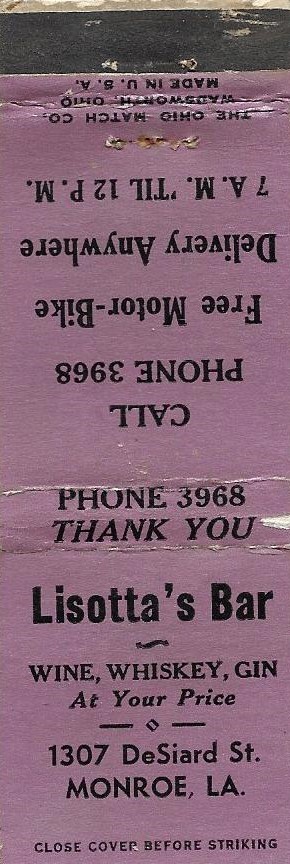 THE OHIO MATCH CO.
WADSWORTH, OHIO
MADE IN U. S. A.
CALL
PHONE 3968
Free Motor-Bike
Delivery Anywhere
7 A. M. 'TIL 12 P. M.
PHONE 3968
THANK YOU
Lisotta's Bar
WINE, WHISKEY, GIN
At Your Price
1307 DeSiard St.
MONROE, LA.
CLOSE COVER BEFORE STRIKING